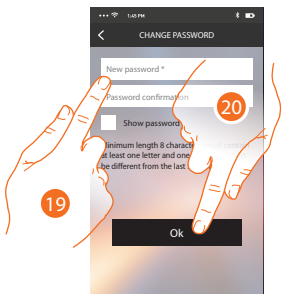 1:45 PM
CHANGE PASSWORD
New password *
Password confirmation
Show password
Minimum length 8 characters
at least one letter and one
be different from the last
Ok
19
20